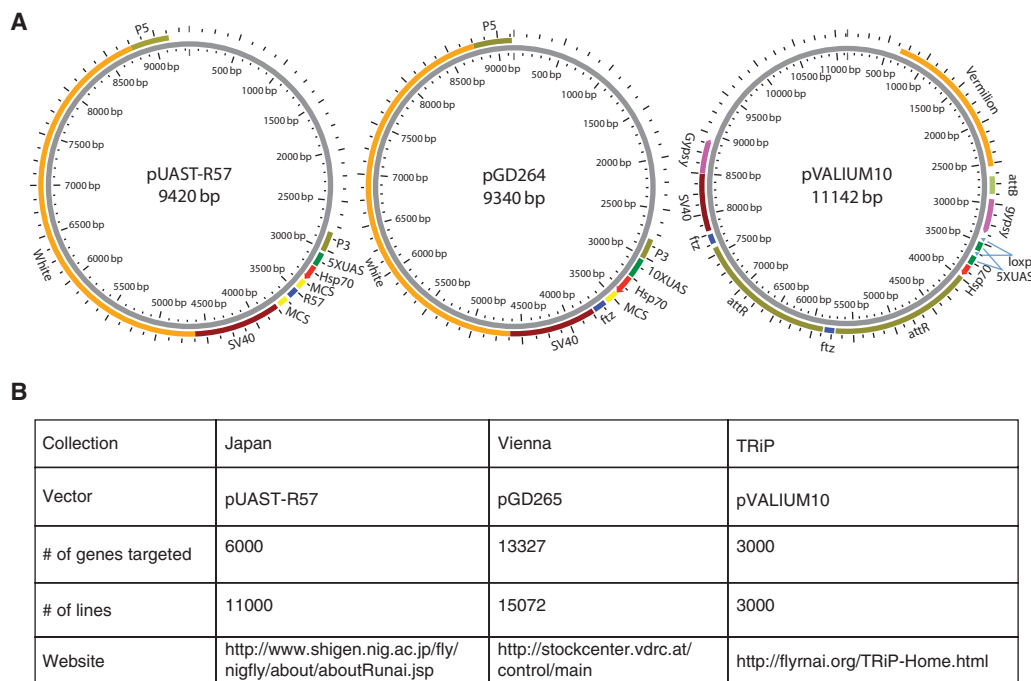 A
pUAST-R57
9420 bp
500 bp
1000 bp
1500 bp
2000 bp
2500 bp
3000 bp
3500 bp
4000 bp
4500 bp
5000 bp
5500 bp
6000 bp
6500 bp
7000 bp
7500 bp
8000 bp
8500 bp
9000 bp
P5
P3
5XUAS
Hsp70
MCS
R57
MCS
SV40
White
pGD264
9340 bp
500 bp
1000 bp
1500 bp
2000 bp
2500 bp
3000 bp
3500 bp
4000 bp
4500 bp
5000 bp
5500 bp
6000 bp
6500 bp
7000 bp
7500 bp
8000 bp
8500 bp
9000 bp
P5
P3
10XUAS
Hsp70
MCS
ftz
SV40
white
pVALIUM10
11142 bp
500 bp
1000 bp
1500 bp
2000 bp
2500 bp
3000 bp
3500 bp
4000 bp
4500 bp
5000 bp
5500 bp
6000 bp
6500 bp
7000 bp
7500 bp
8000 bp
8500 bp
9000 bp
9500 bp
10000 bp
10500 bp
11000 bp
Vermilion
attB
gypsy
loxp
5XUAS
Hsp70
attR
ftz
attR
ftz
SV40
Gypsy
B
Collection Japan Vienna TRiP
Vector pUAST-R57 pGD265 pVALIUM10
# of genes targeted 6000 13327 3000
# of lines 11000 15072 3000
Website http://www.shigen.nig.ac.jp/fly/nigfly/about/aboutRunai.jsp http://stockcenter.vdrc.at/control/main http://flyrnai.org/TRiP-Home.html